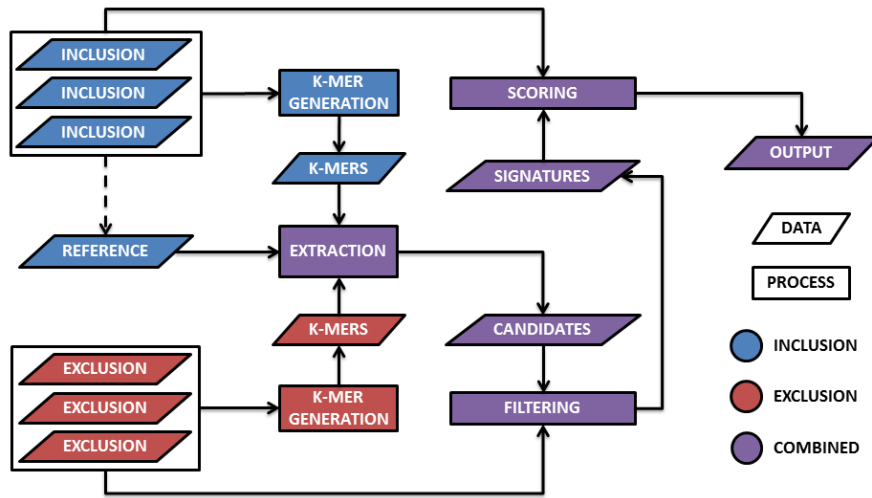 INCLUSION
INCLUSION
INCLUSION
K-MER
GENERATION
K-MERS
REFERENCE
EXTRACTION
K-MERS
EXCLUSION
EXCLUSION
EXCLUSION
K-MER
GENERATION
SCORING
SIGNATURES
CANDIDATES
FILTERING
OUTPUT
DATA
PROCESS
INCLUSION
EXCLUSION
COMBINED